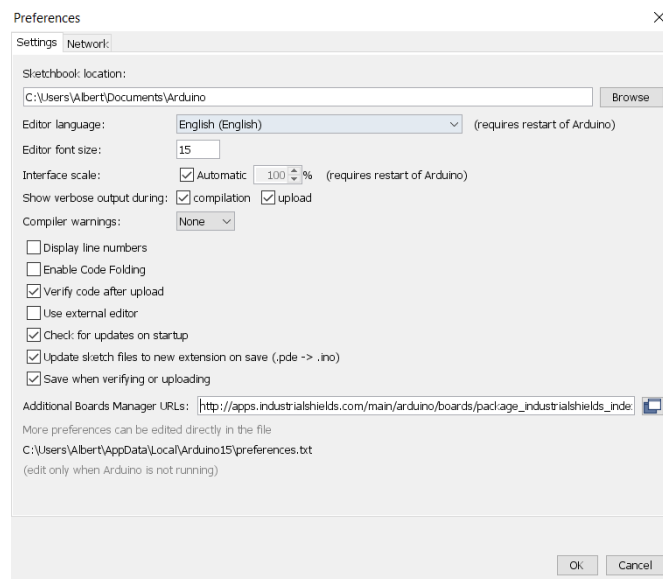 Preferences
Settings Network
Sketchbook location:
C:\Users\Albert\Documents\Arduino Browse
Editor language: English (English) (requires restart of Arduino)
Editor font size: 15
Interface scale: Automatic 100 % (requires restart of Arduino)
Show verbose output during: compilation upload
Compiler warnings: None
Display line numbers
Enable Code Folding
Verify code after upload
Use external editor
Check for updates on startup
Update sketch files to new extension on save (.pde -> .ino)
Save when verifying or uploading
Additional Boards Manager URLs: http://apps.industrialshields.com/main/arduino/boards/package_industrialshields_inde
More preferences can be edited directly in the file
C:\Users\Albert\AppData\Local\Arduino15\preferences.txt
(edit only when Arduino is not running)
OK Cancel